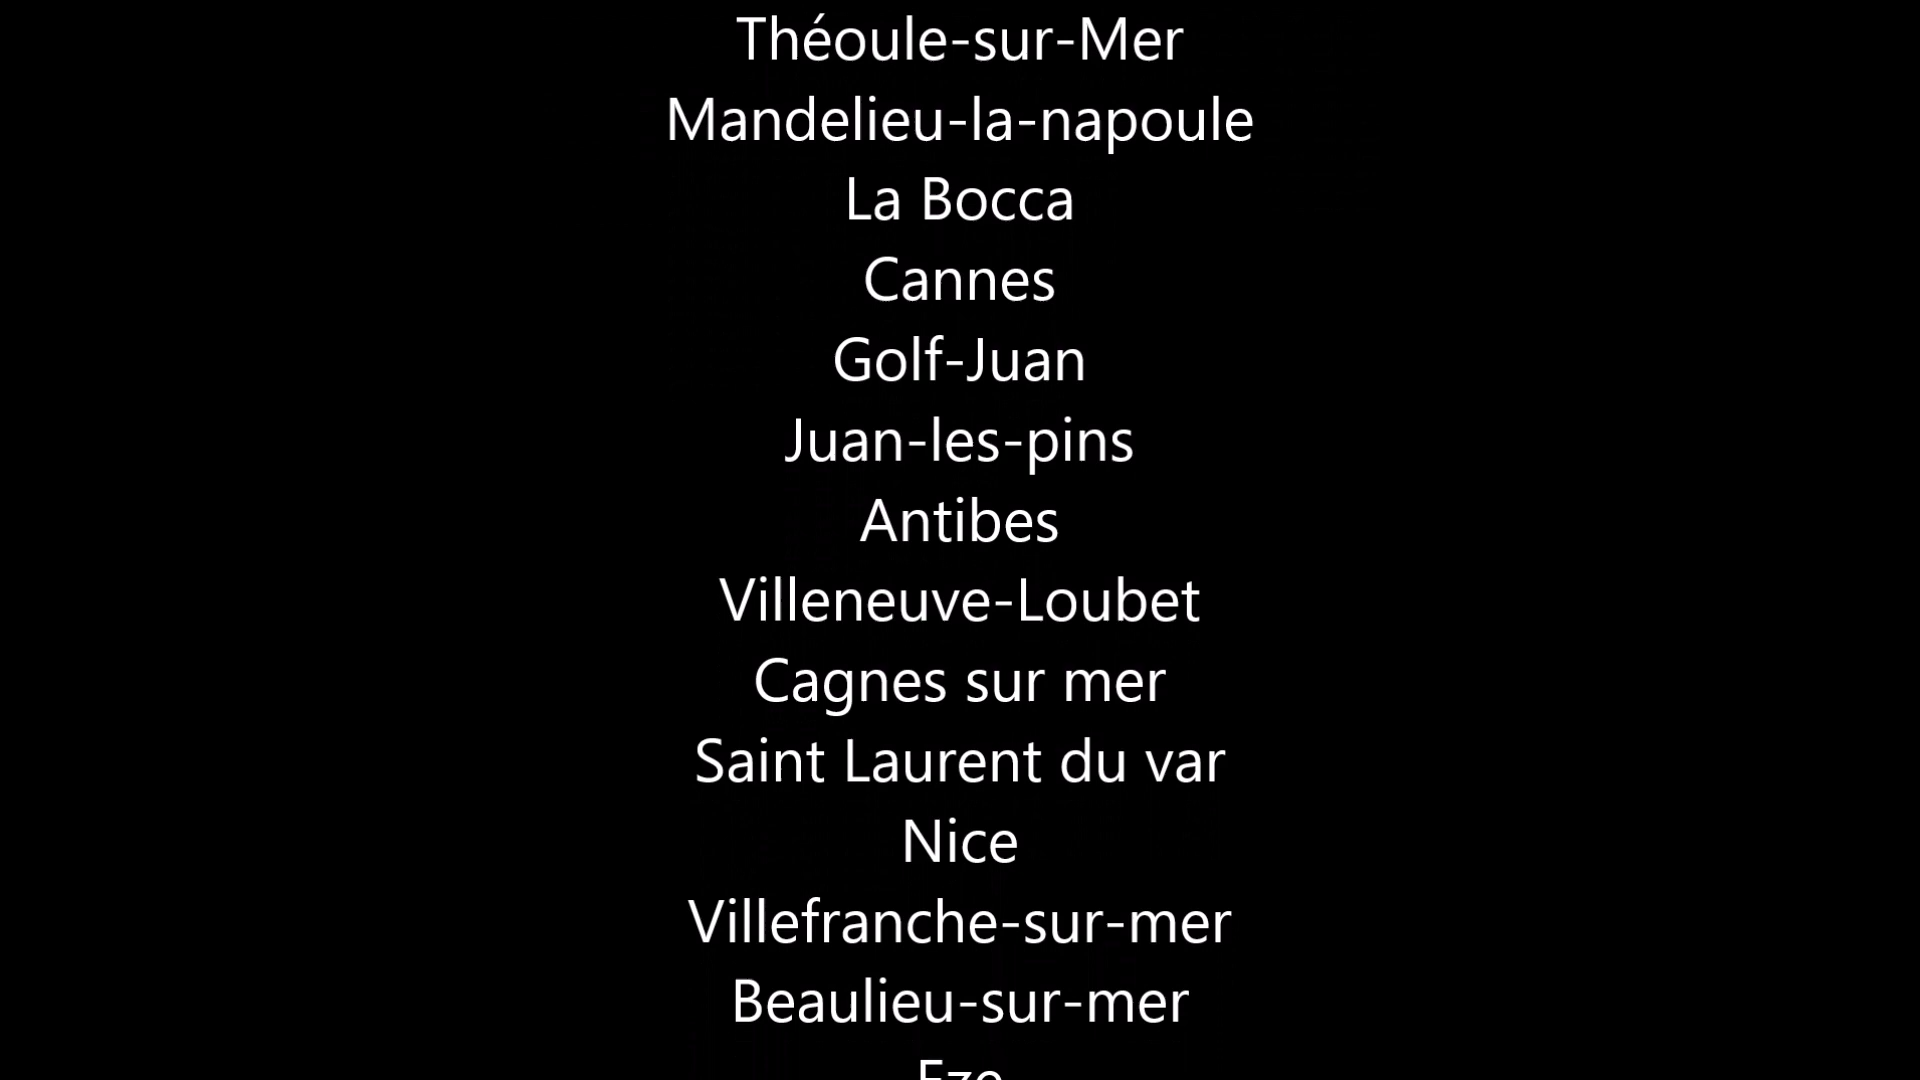 Théoule-sur-Mer
Mandelieu-la-napoule
La Bocca
Cannes
Golf-Juan
Juan-les-pins
Antibes
Villeneuve-Loubet
Cagnes sur mer
Saint Laurent du var
Nice
Villefranche-sur-mer
Beaulieu-sur-mer
Eze